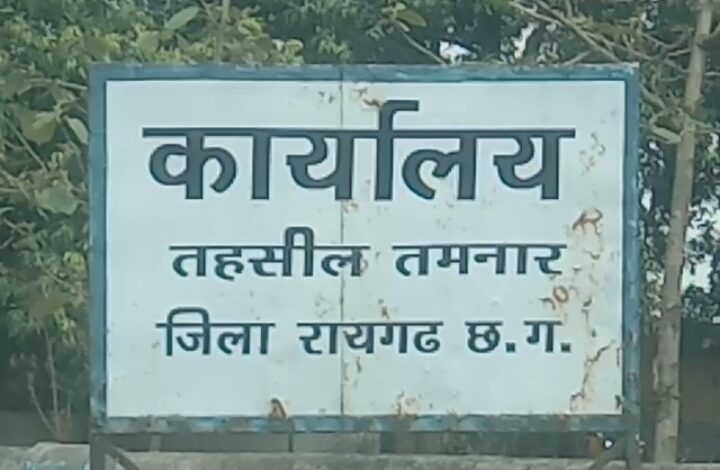 कार्यालय
तहसील तमनार
जिला रायगढ छ.ग.